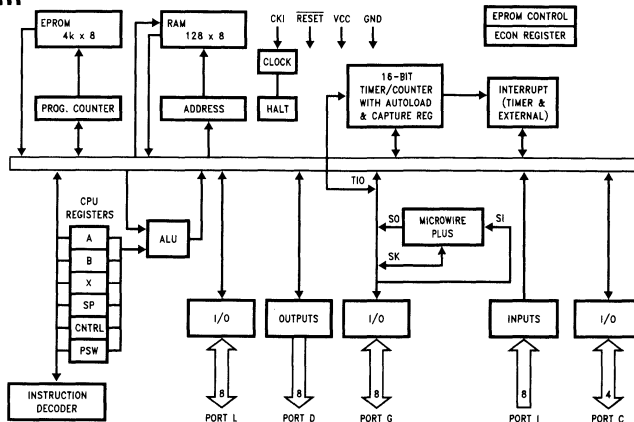 EPROM
4k x 8
RAM
128 x 8
CKI
RESET
VCC
GND
EPROM CONTROL
ECON REGISTER
CLOCK
HALT
PROG. COUNTER
ADDRESS
16-BIT
TIMER/COUNTER
WITH AUTOLOAD
& CAPTURE REG
INTERRUPT
(TIMER &
EXTERNAL)
TIO
CPU
REGISTERS
A
B
X
SP
CNTRL
PSW
ALU
SO
SK
SI
MICROWIRE
PLUS
INSTRUCTION
DECODER
I/O
OUTPUTS
I/O
INPUTS
I/O
8
8
8
8
4
PORT L
PORT D
PORT G
PORT I
PORT C